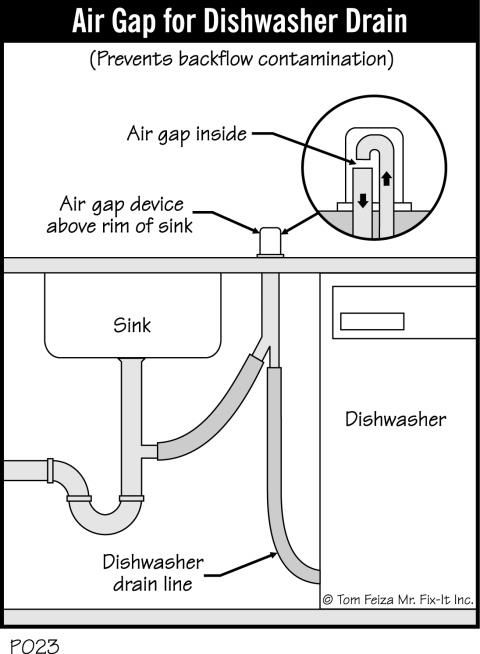 Air Gap for Dishwasher Drain
(Prevents backflow contamination)
Air gap inside
Air gap device
above rim of sink
Sink
Dishwasher
Dishwasher
drain line
© Tom Feiza Mr. Fix-It Inc.
P023